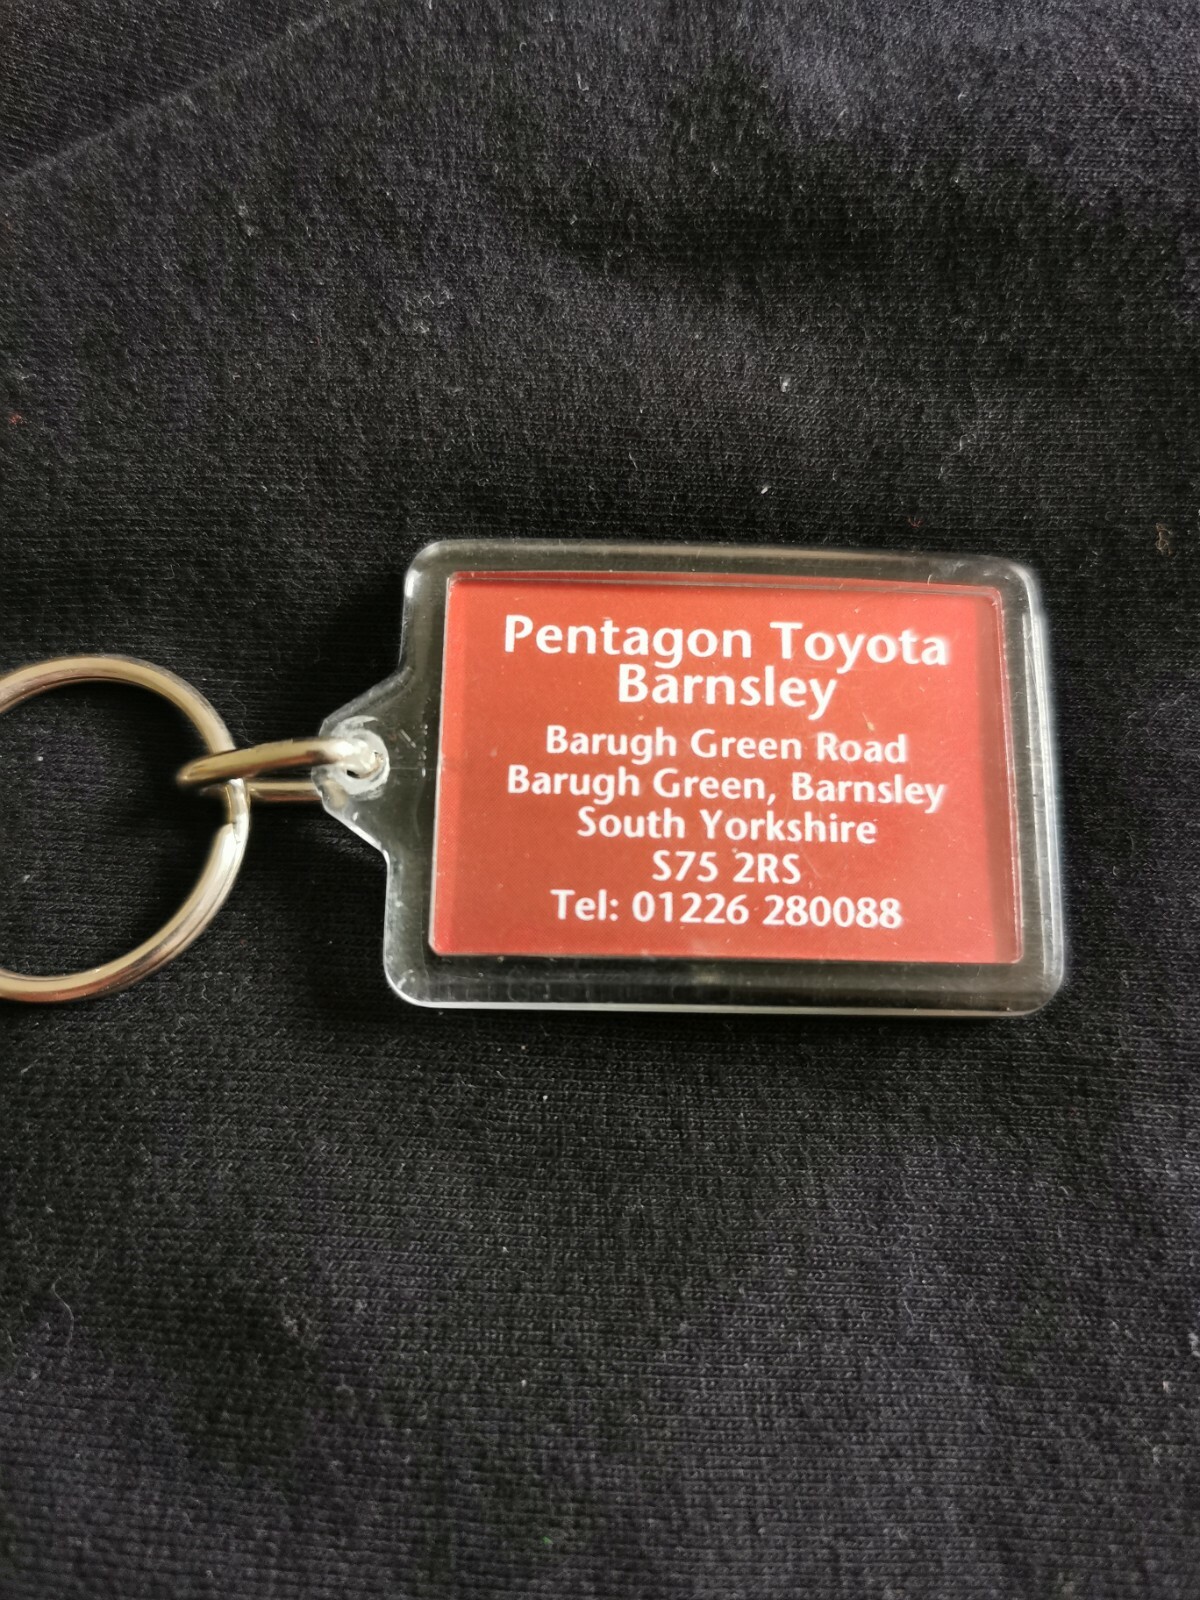 Pentagon Toyota
Barnsley
Barugh Green Road
Barugh Green, Barnsley
South Yorkshire
S75 2RS
Tel: 01226 280088